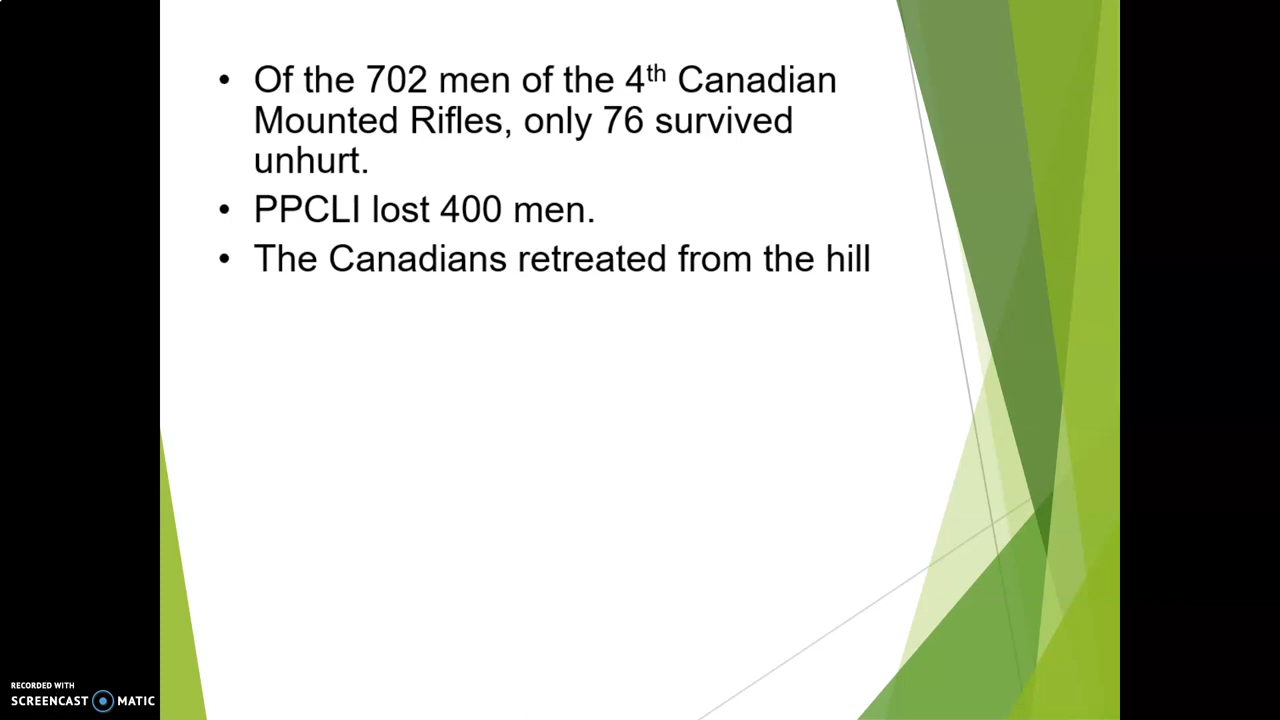 • Of the 702 men of the 4th Canadian
Mounted Rifles, only 76 survived
unhurt.
• PPCLI lost 400 men.
• The Canadians retreated from the hill
RECORDED WITH
SCREENCAST MATIC